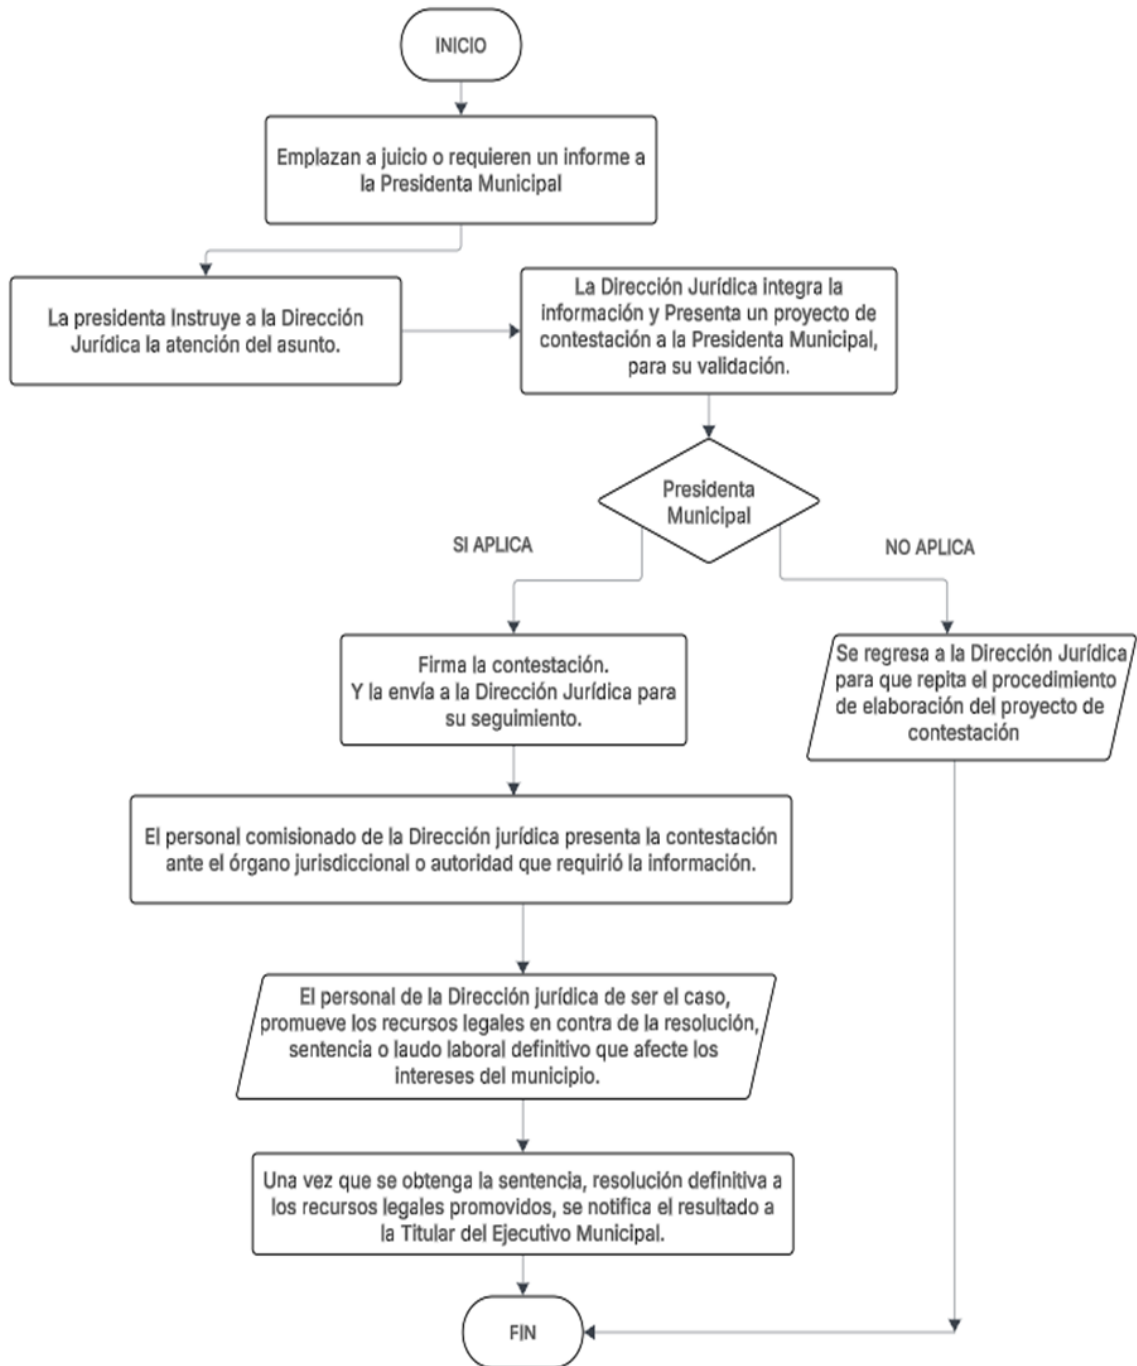 INICIO
Emplazan a juicio o requieren un informe a
la Presidenta Municipal
La presidenta Instruye a la Dirección
Jurídica la atención del asunto.
La Dirección Jurídica integra la
información y Presenta un proyecto de
contestación a la Presidenta Municipal,
para su validación.
Presidenta
Municipal
SI APLICA
NO APLICA
Firma la contestación.
Y la envía a la Dirección Jurídica para
su seguimiento.
Se regresa a la Dirección Jurídica
para que repita el procedimiento
de elaboración del proyecto de
contestación
El personal comisionado de la Dirección jurídica presenta la contestación
ante el órgano jurisdiccional o autoridad que requirió la información.
El personal de la Dirección jurídica de ser el caso,
promueve los recursos legales en contra de la resolución,
sentencia o laudo laboral definitivo que afecte los
intereses del municipio.
Una vez que se obtenga la sentencia, resolución definitiva a
los recursos legales promovidos, se notifica el resultado a
la Titular del Ejecutivo Municipal.
FIN